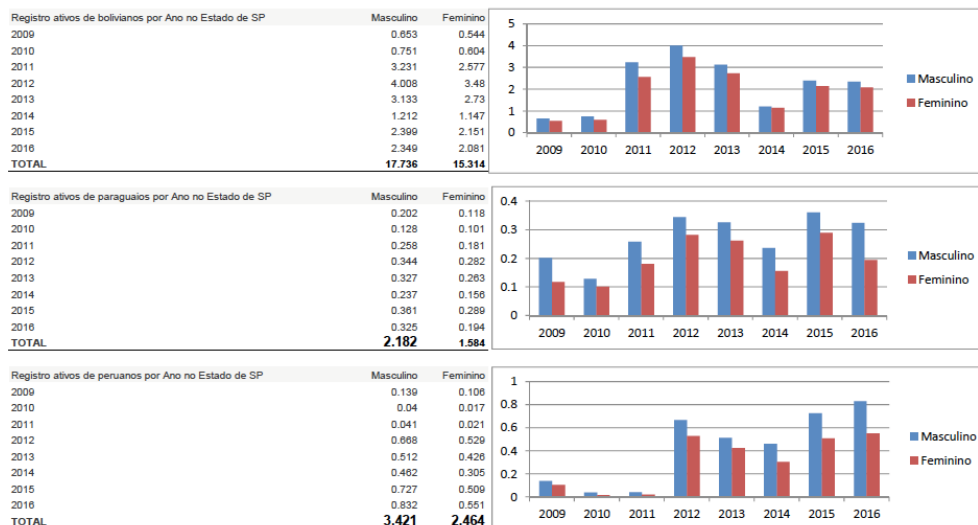 Registro ativos de bolivianos por Ano no Estado de SP Masculino Feminino
2009 0.653 0.544
2010 0.751 0.604
2011 3.231 2.577
2012 4.008 3.48
2013 3.133 2.73
2014 1.212 1.147
2015 2.399 2.151
2016 2.349 2.081
TOTAL 17.736 15.314
5
4
3
2
1
0
2009 2010 2011 2012 2013 2014 2015 2016
Masculino
Feminino
Registro ativos de paraguaios por Ano no Estado de SP Masculino Feminino
2009 0.202 0.118
2010 0.128 0.101
2011 0.258 0.181
2012 0.344 0.282
2013 0.327 0.263
2014 0.237 0.156
2015 0.361 0.289
2016 0.325 0.194
TOTAL 2.182 1.584
0.4
0.3
0.2
0.1
0
2009 2010 2011 2012 2013 2014 2015 2016
Masculino
Feminino
Registro ativos de peruanos por Ano no Estado de SP Masculino Feminino
2009 0.139 0.106
2010 0.04 0.017
2011 0.041 0.021
2012 0.668 0.529
2013 0.512 0.426
2014 0.462 0.305
2015 0.727 0.509
2016 0.832 0.551
TOTAL 3.421 2.464
1
0.8
0.6
0.4
0.2
0
2009 2010 2011 2012 2013 2014 2015 2016
Masculino
Feminino